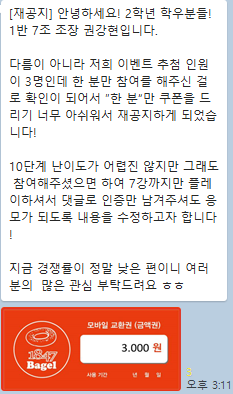 [재공지] 안녕하세요! 2학년 학우분들!
1반 7조 조장 권강현입니다.
다름이 아니라 저희 이벤트 추첨 인원
이 3명인데 한 분만 참여를 해주신 걸
로 확인이 되어서 "한 분"만 쿠폰을 드
리기 너무 아쉬워서 재공지하게 되었습
니다!
10단계 난이도가 어렵진 않지만 그래도
참여해주셨으면 하여 7강까지만 플레
이하셔서 댓글로 인증만 남겨주셔도 응
모가 되도록 내용을 수정하고자 합니다
!
지금 경쟁률이 정말 낮은 편이니 여러
분의 많은 관심 부탁드려요 ㅎㅎ
모바일 교환권 (금액권)
3.000 원
1847
Bagel
사용 기간 년 월 일
3
오후 3:11